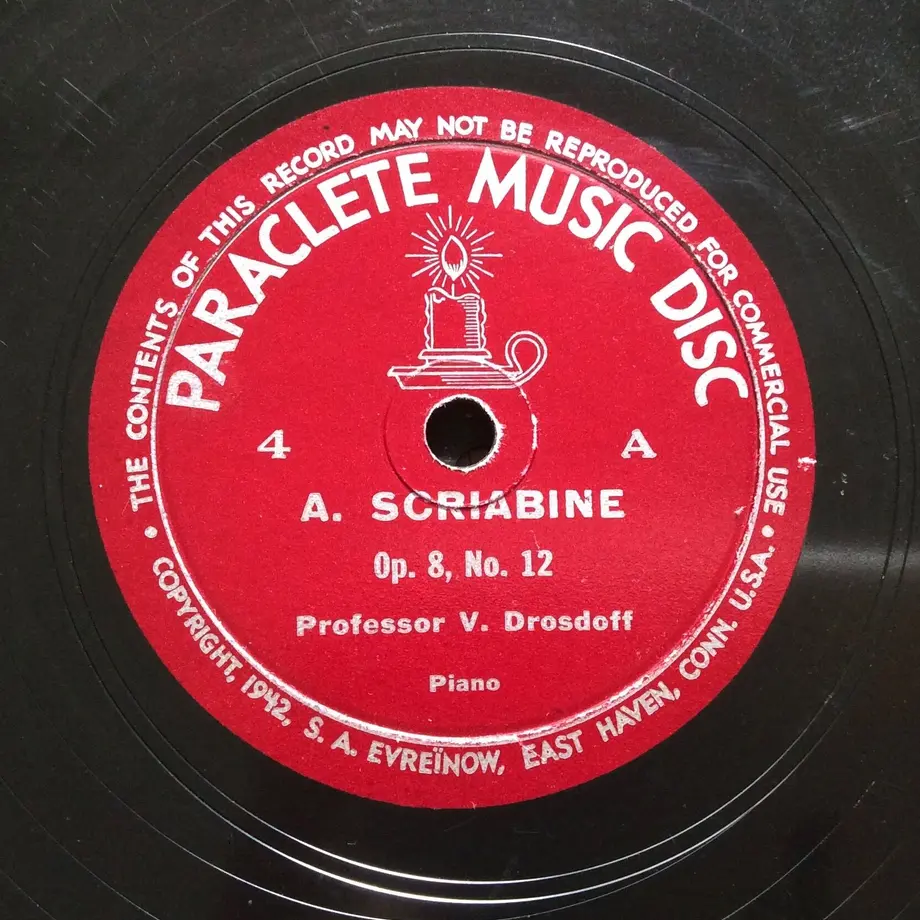 THE CONTENTS OF THIS RECORD MAY NOT BE REPRODUCED FOR COMMERCIAL USE
PARACLETE MUSIC DISC
4 A
A. SCRIABINE
Op. 8, No. 12
Professor V. Drosdoff
Piano
COPYRIGHT, 1942, S. A. EVREÏNOW, EAST HAVEN, CONN. U.S.A.